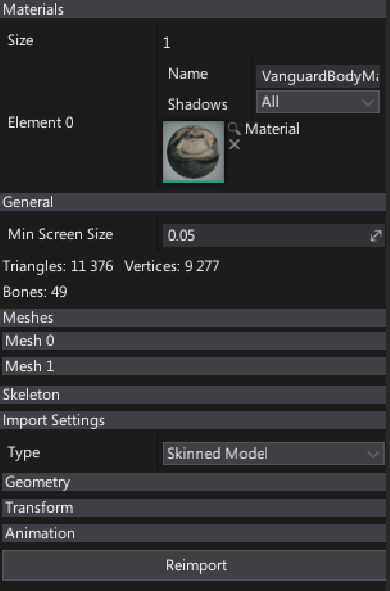 Materials
Size 1
Name VanguardBodyMa
Shadows All
Element 0
Material
General
Min Screen Size 0.05
Triangles: 11 376 Vertices: 9 277
Bones: 49
Meshes
Mesh 0
Mesh 1
Skeleton
Import Settings
Type Skinned Model
Geometry
Transform
Animation
Reimport